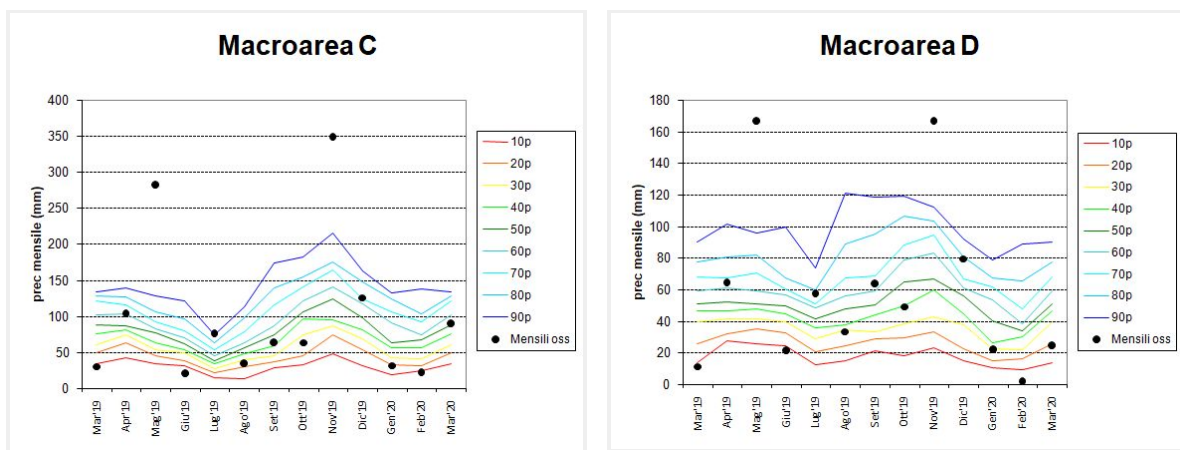 Macroarea C
prec mensile (mm)
400
350
300
250
200
150
100
50
0
Mar'19
Apr'19
Mag'19
Giu'19
Lug'19
Ago'19
Set'19
Ott'19
Nov'19
Dic'19
Gen'20
Feb'20
Mar'20
10p
20p
30p
40p
50p
60p
70p
80p
90p
Mensili oss
Macroarea D
prec mensile (mm)
180
160
140
120
100
80
60
40
20
0
Mar'19
Apr'19
Mag'19
Giu'19
Lug'19
Ago'19
Set'19
Ott'19
Nov'19
Dic'19
Gen'20
Feb'20
Mar'20
10p
20p
30p
40p
50p
60p
70p
80p
90p
Mensili oss